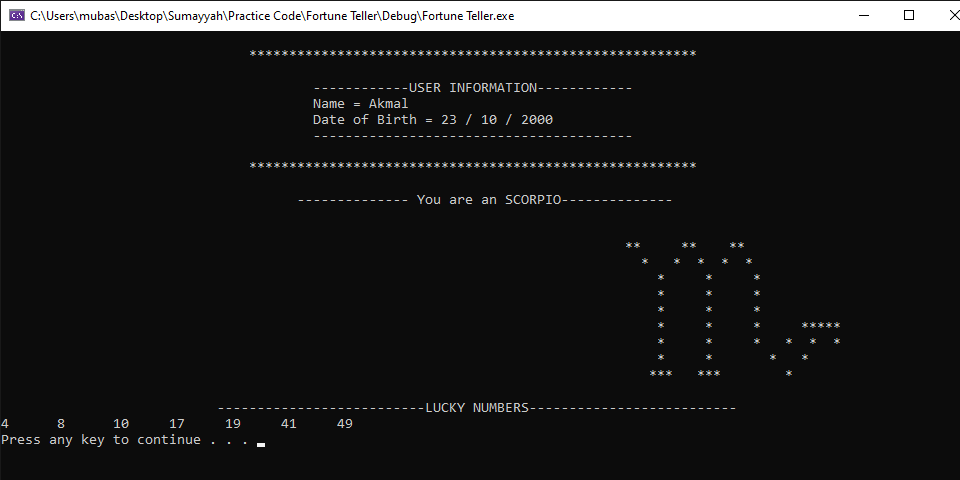 C:\Users\mubas\Desktop\Sumayyah\Practice Code\Fortune Teller\Debug\Fortune Teller.exe
********************************************************
------------USER INFORMATION------------
Name = Akmal
Date of Birth = 23 / 10 / 2000
----------------------------------------
********************************************************
-------------- You are an SCORPIO--------------
**     **    **
*   *  *  *  *
*     *     *
*     *     *
*     *     *
*     *     *     *****
*     *     *   *  *  *
*     *       *   *
***   ***        *
--------------------------LUCKY NUMBERS--------------------------
4      8      10     17     19     41     49
Press any key to continue . . .